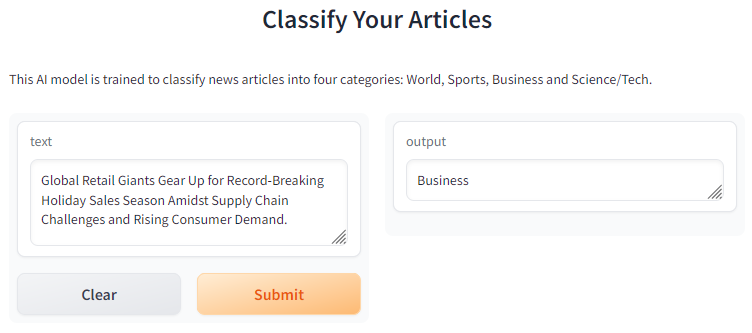 Classify Your Articles
This AI model is trained to classify news articles into four categories: World, Sports, Business and Science/Tech.
text
Global Retail Giants Gear Up for Record-Breaking
Holiday Sales Season Amidst Supply Chain
Challenges and Rising Consumer Demand.
Clear
Submit
output
Business